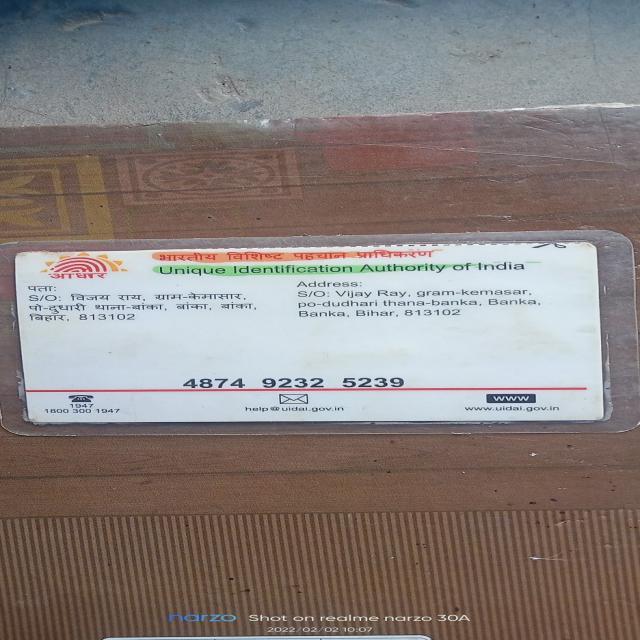 भारतीय विशिष्ट पहचान प्राधिकरण
Unique Identification Authority of India
आधार
पता:
S/O: विजय राय, ग्राम-केमासार,
पो-दुधारी थाना-बांका, बांका, बांका,
बिहार, 813102
Address:
S/O: Vijay Ray, gram-kemasar,
po-dudhari thana-banka, Banka,
Banka, Bihar, 813102
4874 9232 5239
1947
1800 300 1947
help@uidai.gov.in
www
www.uidai.gov.in
narzo Shot on realme narzo 30A
2022/02/02 10:07